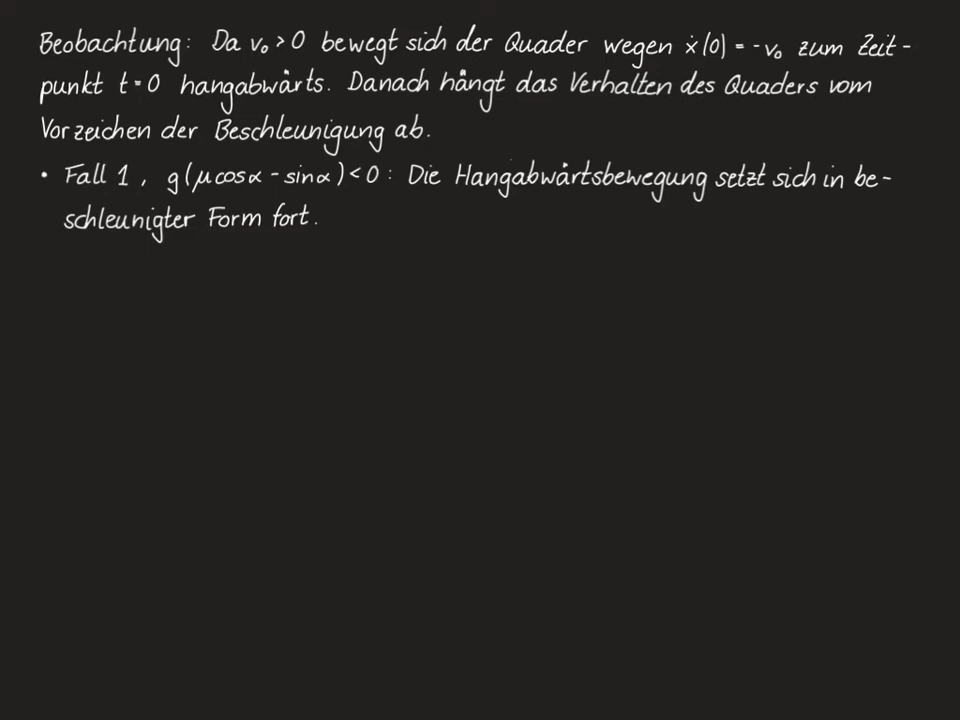 Beobachtung: Da v₀ > 0 bewegt sich der Quader wegen ẋ(0) = -v₀ zum Zeit-
punkt t = 0 hangabwärts. Danach hängt das Verhalten des Quaders vom
Vorzeichen der Beschleunigung ab.
• Fall 1, g(μcosα - sinα) < 0: Die Hangabwärtsbewegung setzt sich in be-
schleunigter Form fort.